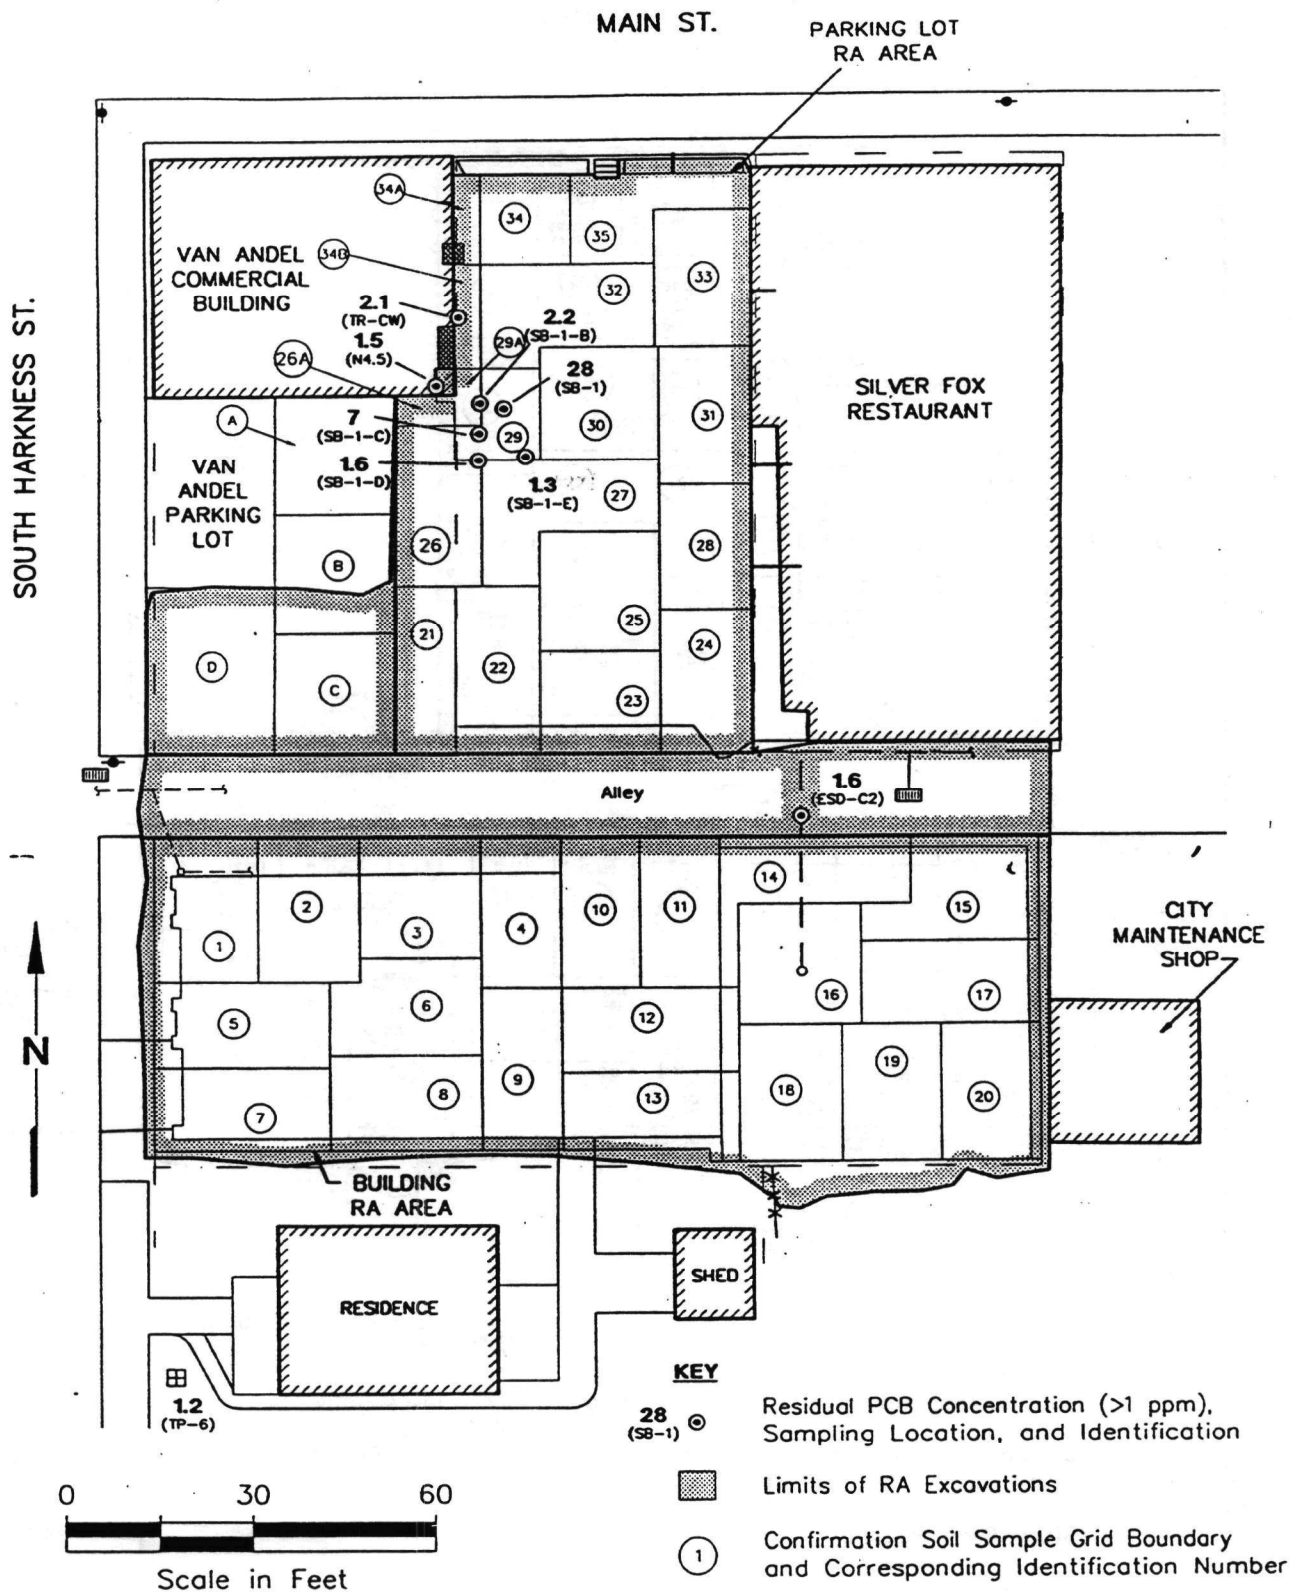 MAIN ST.
PARKING LOT
RA AREA
34A
34
35
33
VAN ANDEL
COMMERCIAL
BUILDING
34B
32
2.1
(TR-CW)
2.2
(SB-1-B)
1.5
(N4.5)
29A
26A
28
(SB-1)
SILVER FOX
RESTAURANT
SOUTH HARKNESS ST.
A
7
(SB-1-C)
29
30
31
VAN
ANDEL
PARKING
LOT
1.6
(SB-1-D)
1.3
(SB-1-E)
27
26
28
B
21
25
24
D
C
22
23
Alley
1.6
(ESD-C2)
14
2
10
11
15
1
3
4
CITY
MAINTENANCE
SHOP
N
5
6
12
16
17
7
8
9
13
18
19
20
BUILDING
RA AREA
SHED
RESIDENCE
1.2
(TP-6)
KEY
28
(SB-1)
Residual PCB Concentration (>1 ppm),
Sampling Location, and Identification
Limits of RA Excavations
1
Confirmation Soil Sample Grid Boundary
and Corresponding Identification Number
0 30 60
Scale in Feet